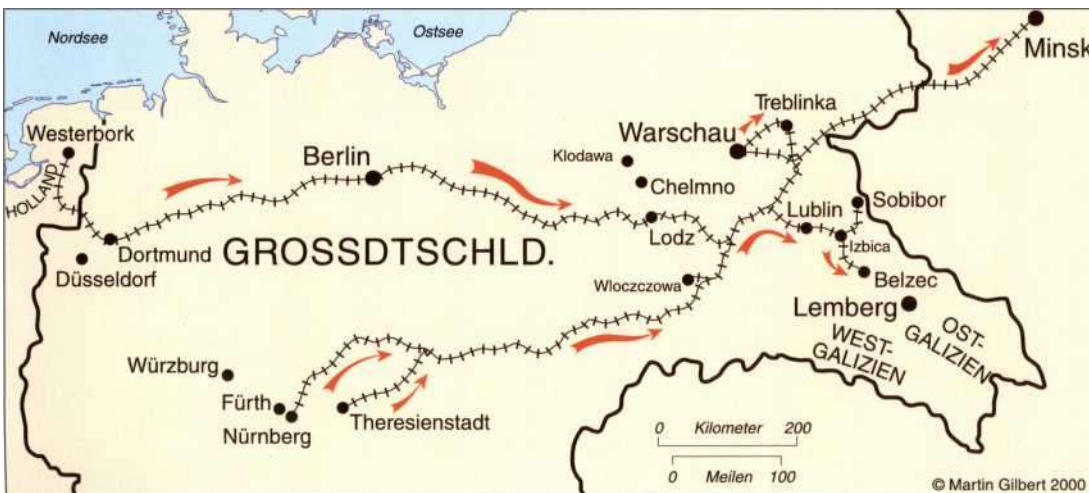 Nordsee
Ostsee
Minsk
Treblinka
Westerbork
Warschau
Klodawa
Berlin
Chelmno
HOLLAND
Sobibor
Lublin
Lodz
Dortmund
GROSSDTSCHLD.
Izbica
Düsseldorf
Belzec
Wloczczowa
Lemberg
OST-
GALIZIEN
WEST-
GALIZIEN
Würzburg
Fürth
Theresienstadt
Nürnberg
0 Kilometer 200
0 Meilen 100
© Martin Gilbert 2000